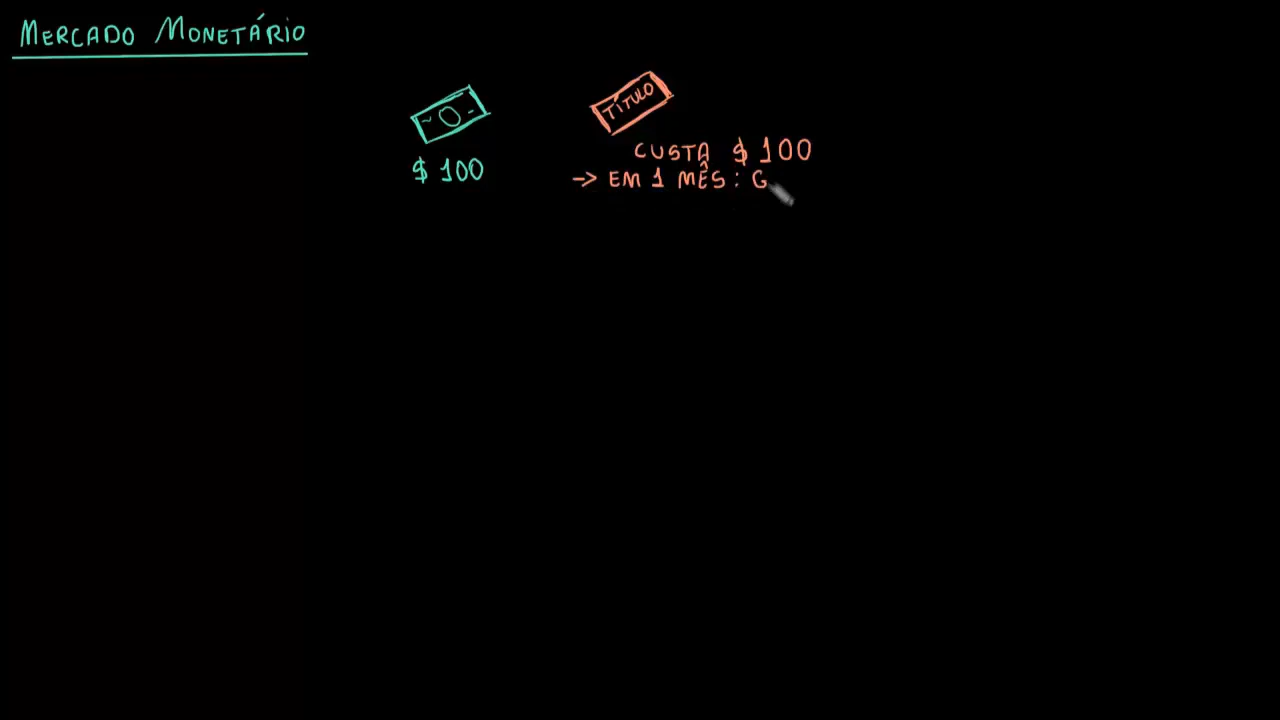 MERCADO MONETÁRIO
TÍTULO
$ 100
CUSTA $ 100
→ EM 1 MÊS: G